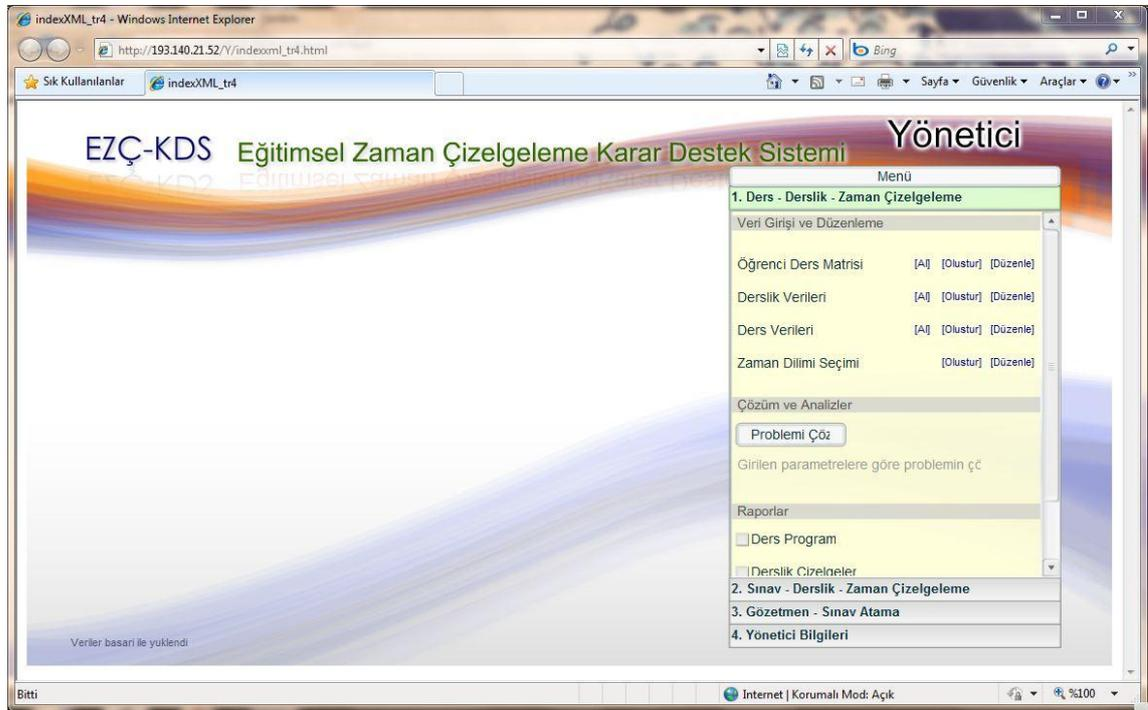 indexXML_tr4 - Windows Internet Explorer
http://193.140.21.52/Y/indexxml_tr4.html
Bing
Sık Kullanılanlar
indexXML_tr4
Sayfa
Güvenlik
Araçlar
EZÇ-KDS Eğitimsel Zaman Çizelgeleme Karar Destek Sistemi
Yönetici
Menü
1. Ders - Derslik - Zaman Çizelgeleme
Veri Girişi ve Düzenleme
Öğrenci Ders Matrisi [Al] [Olustur] [Düzenle]
Derslik Verileri [Al] [Olustur] [Düzenle]
Ders Verileri [Al] [Olustur] [Düzenle]
Zaman Dilimi Seçimi [Olustur] [Düzenle]
Çözüm ve Analizler
Problemi Çöz
Girilen parametrelere göre problemin çö
Raporlar
Ders Program
Derslik Çizelgeler
2. Sınav - Derslik - Zaman Çizelgeleme
3. Gözetmen - Sınav Atama
4. Yönetici Bilgileri
Veriler basari ile yuklendi
Bitti
Internet | Korumalı Mod: Açık
%100